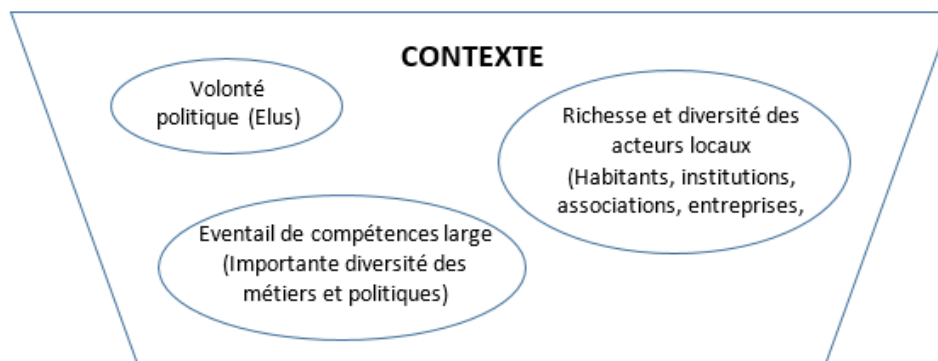 CONTEXTE
Volonté
politique (Elus)
Richesse et diversité des
acteurs locaux
(Habitants, institutions,
associations, entreprises,
Eventail de compétences large
(Importante diversité des
métiers et politiques)